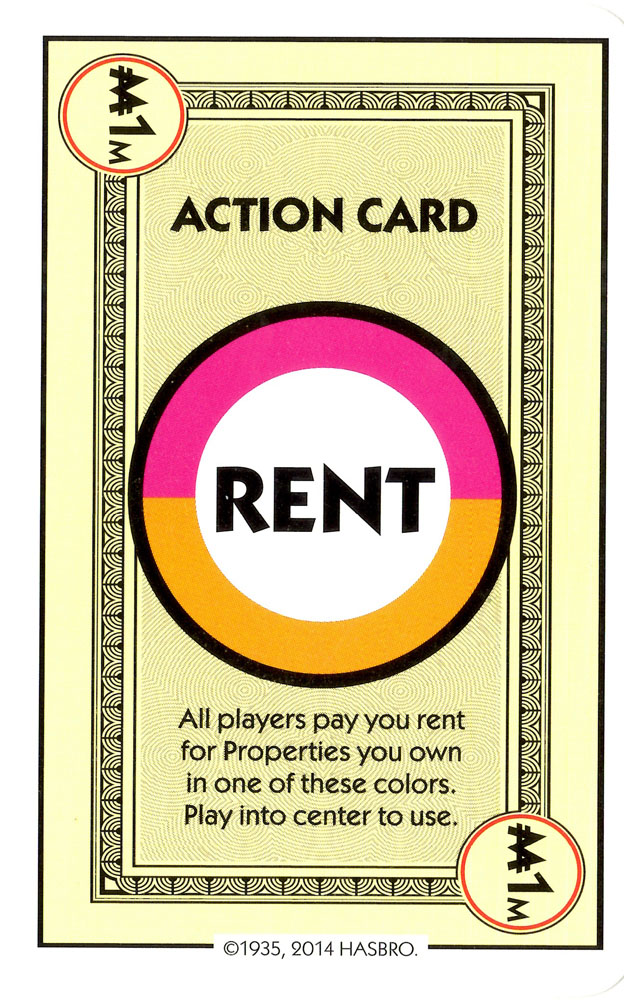 ₩1M
ACTION CARD
RENT
All players pay you rent
for Properties you own
in one of these colors.
Play into center to use.
₩1M
©1935, 2014 HASBRO.